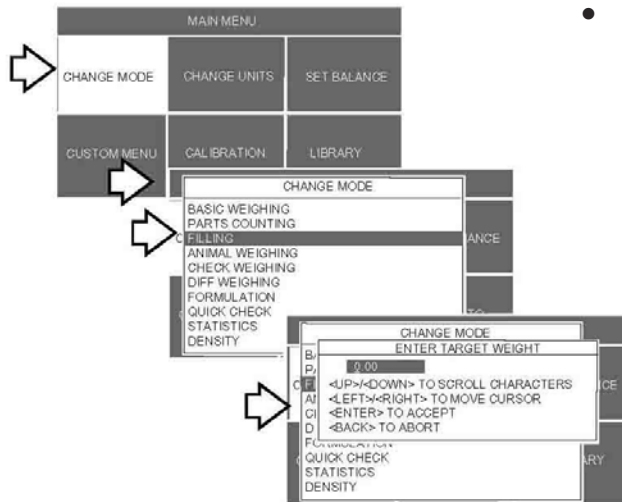 MAIN MENU
CHANGE MODE CHANGE UNITS SET BALANCE
CUSTOM MENU CALIBRATION LIBRARY
CHANGE MODE
BASIC WEIGHING
PARTS COUNTING
FILLING
ANIMAL WEIGHING
CHECK WEIGHING
DIFF WEIGHING
FORMULATION
QUICK CHECK
STATISTICS
DENSITY
ANCE
CHANGE MODE
ENTER TARGET WEIGHT
0.00
<UP>/<DOWN> TO SCROLL CHARACTERS
<LEFT>/<RIGHT> TO MOVE CURSOR
<ENTER> TO ACCEPT
<BACK> TO ABORT
QUICK CHECK
STATISTICS
DENSITY
ICE
ARY